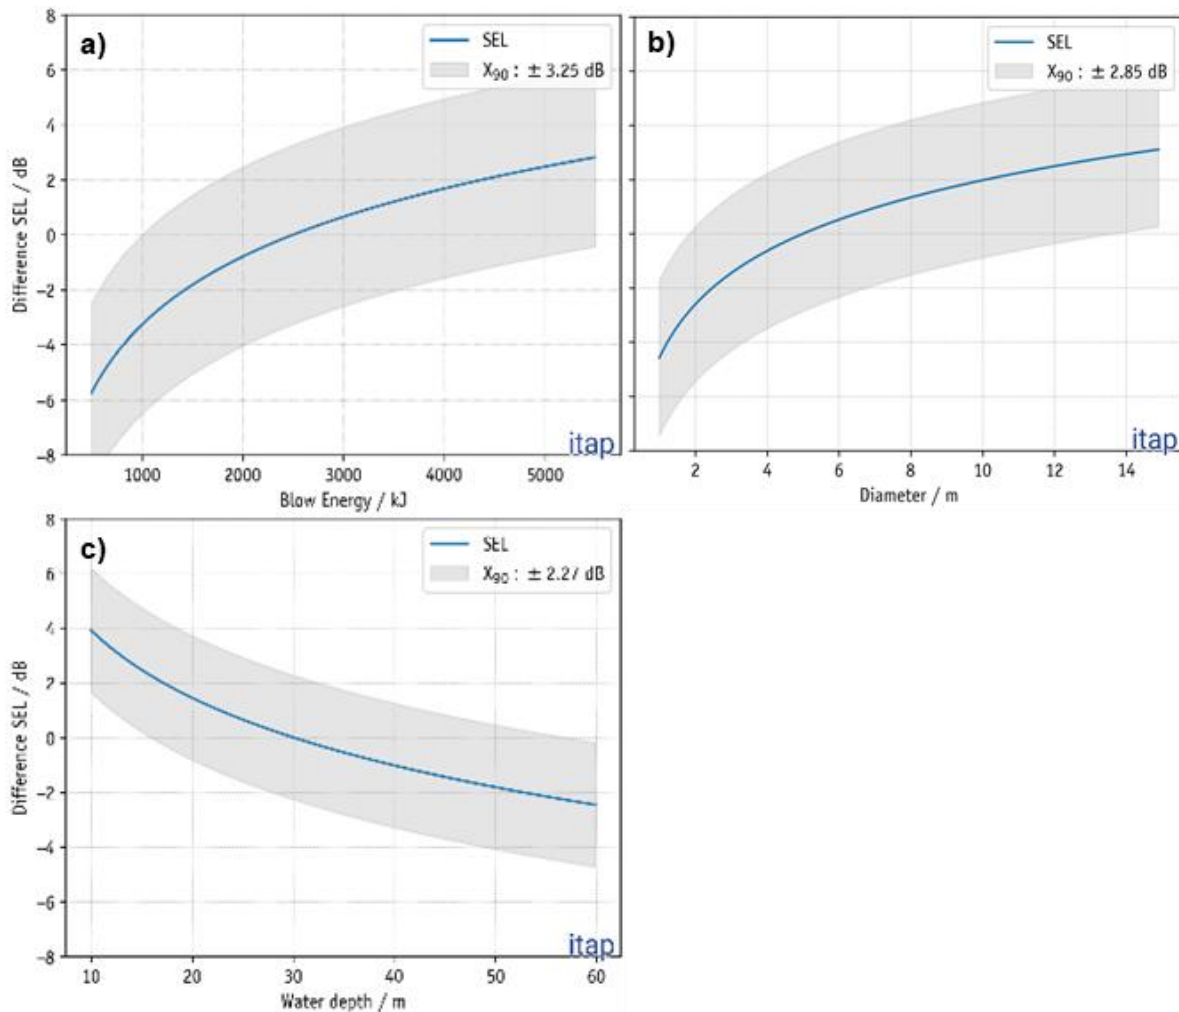 a)
SEL
X90 : ± 3.25 dB
8
6
4
2
0
−2
−4
−6
−8
Difference SEL / dB
1000 2000 3000 4000 5000
Blow Energy / kJ
itap
b)
SEL
X90 : ± 2.85 dB
2 4 6 8 10 12 14
Diameter / m
itap
c)
SEL
X90 : ± 2.27 dB
8
6
4
2
0
−2
−4
−6
−8
Difference SEL / dB
10 20 30 40 50 60
Water depth / m
itap